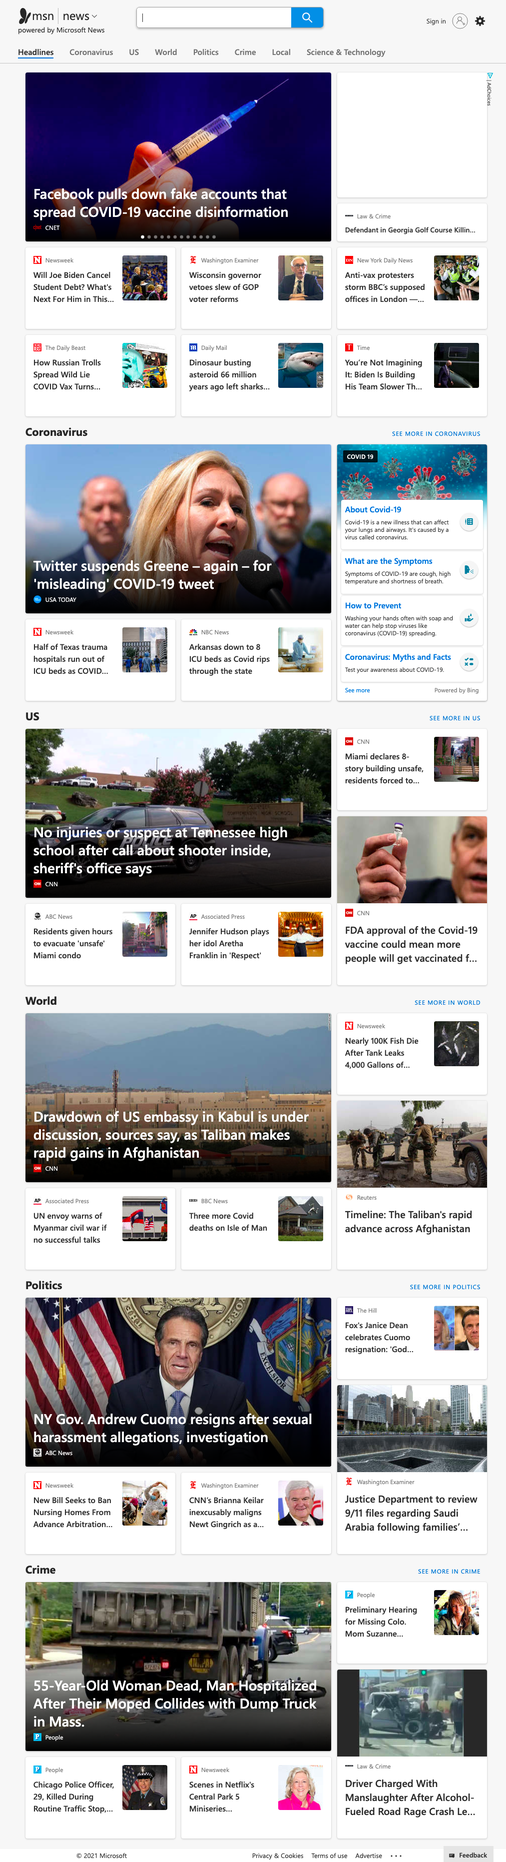 msn | news
powered by Microsoft News
Sign in
Headlines Coronavirus US World Politics Crime Local Science & Technology
AdChoices
Facebook pulls down fake accounts that
spread COVID-19 vaccine disinformation
CNET
Law & Crime
Defendant in Georgia Golf Course Killin...
Newsweek
Will Joe Biden Cancel
Student Debt? What's
Next For Him in This...
Washington Examiner
Wisconsin governor
vetoes slew of GOP
voter reforms
New York Daily News
Anti-vax protesters
storm BBC's supposed
offices in London —...
The Daily Beast
How Russian Trolls
Spread Wild Lie
COVID Vax Turns...
Daily Mail
Dinosaur busting
asteroid 66 million
years ago left sharks...
Time
You're Not Imagining
It: Biden Is Building
His Team Slower Th...
Coronavirus
SEE MORE IN CORONAVIRUS
Twitter suspends Greene – again – for
'misleading' COVID-19 tweet
USA TODAY
COVID 19
About Covid-19
Covid-19 is a new illness that can affect
your lungs and airways. It's caused by a
virus called coronavirus.
What are the Symptoms
Symptoms of COVID-19 are cough, high
temperature and shortness of breath.
How to Prevent
Washing your hands often with soap and
water can help stop viruses like
coronavirus (COVID-19) spreading.
Coronavirus: Myths and Facts
Test your awareness about COVID-19.
See more
Powered by Bing
Newsweek
Half of Texas trauma
hospitals run out of
ICU beds as COVID...
NBC News
Arkansas down to 8
ICU beds as Covid rips
through the state
US
SEE MORE IN US
No injuries or suspect at Tennessee high
school after call about shooter inside,
sheriff's office says
CNN
CNN
Miami declares 8-
story building unsafe,
residents forced to...
CNN
FDA approval of the Covid-19
vaccine could mean more
people will get vaccinated f...
ABC News
Residents given hours
to evacuate 'unsafe'
Miami condo
Associated Press
Jennifer Hudson plays
her idol Aretha
Franklin in 'Respect'
World
SEE MORE IN WORLD
Drawdown of US embassy in Kabul is under
discussion, sources say, as Taliban makes
rapid gains in Afghanistan
CNN
Newsweek
Nearly 100K Fish Die
After Tank Leaks
4,000 Gallons of...
Reuters
Timeline: The Taliban's rapid
advance across Afghanistan
Associated Press
UN envoy warns of
Myanmar civil war if
no successful talks
BBC News
Three more Covid
deaths on Isle of Man
Politics
SEE MORE IN POLITICS
NY Gov. Andrew Cuomo resigns after sexual
harassment allegations, investigation
ABC News
The Hill
Fox's Janice Dean
celebrates Cuomo
resignation: 'God...
Washington Examiner
Justice Department to review
9/11 files regarding Saudi
Arabia following families'...
Newsweek
New Bill Seeks to Ban
Nursing Homes From
Advance Arbitration...
Washington Examiner
CNN's Brianna Keilar
inexcusably maligns
Newt Gingrich as a...
Crime
SEE MORE IN CRIME
55-Year-Old Woman Dead, Man Hospitalized
After Their Moped Collides with Dump Truck
in Mass.
People
People
Preliminary Hearing
for Missing Colo.
Mom Suzanne...
Law & Crime
Driver Charged With
Manslaughter After Alcohol-
Fueled Road Rage Crash Le...
People
Chicago Police Officer,
29, Killed During
Routine Traffic Stop,...
Newsweek
Scenes in Netflix's
Central Park 5
Miniseries...
© 2021 Microsoft
Privacy & Cookies Terms of use Advertise ...
Feedback